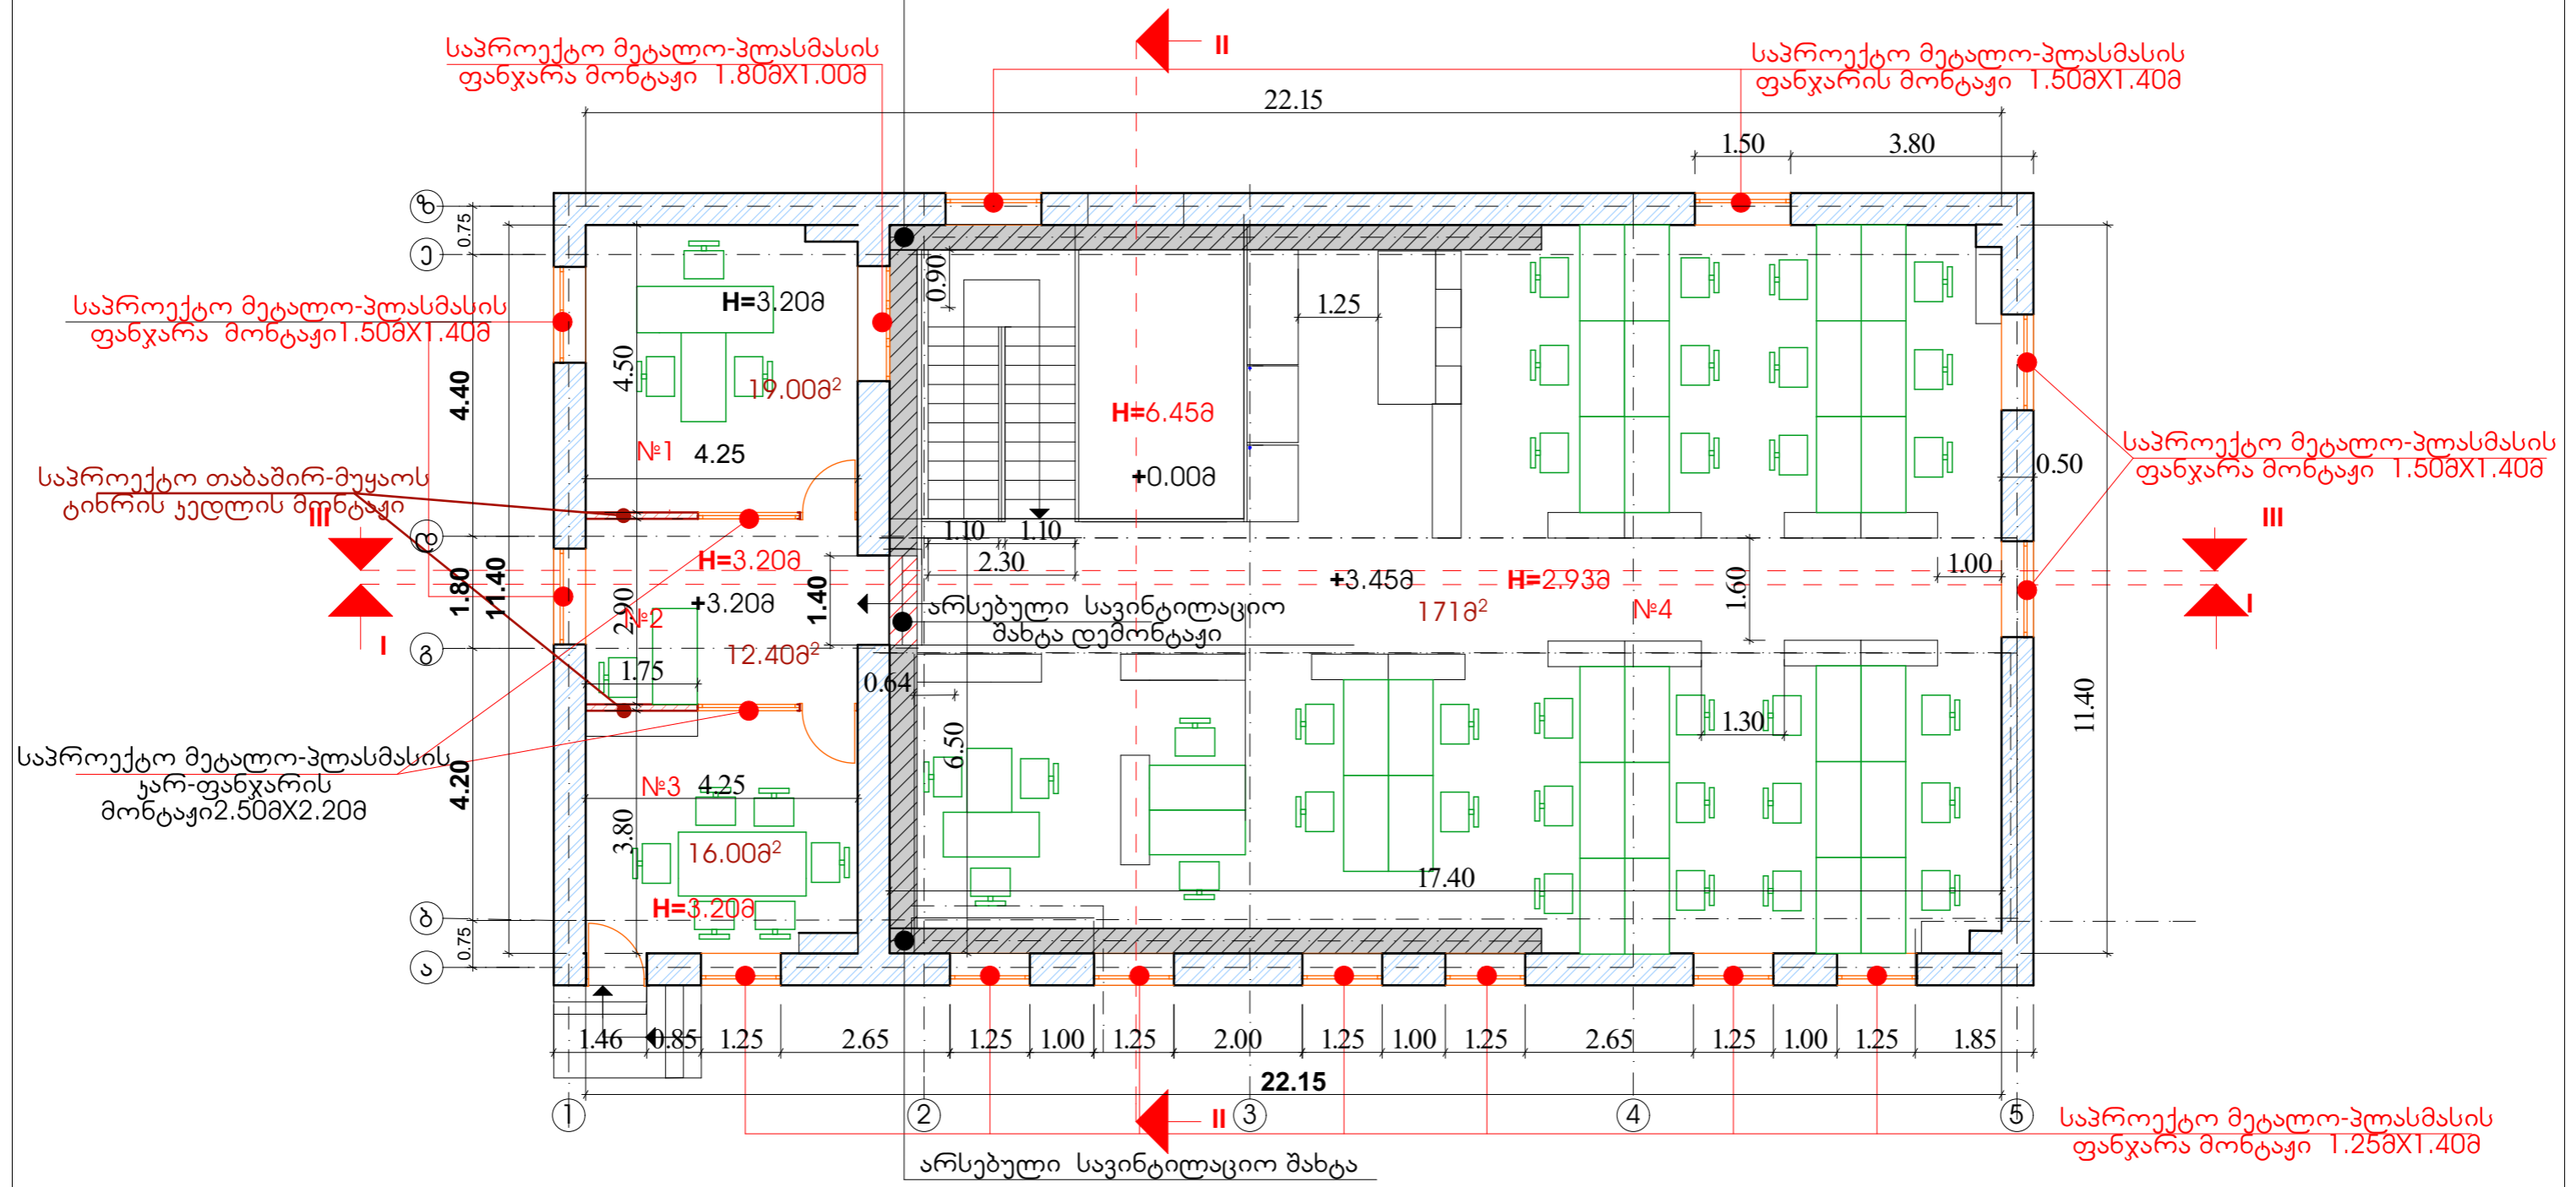 საპროექტო მეტალო-პლასმასის
ფანჯარა მონტაჟი 1.80მX1.00მ
II
საპროექტო მეტალო-პლასმასის
ფანჯარის მონტაჟი 1.50მX1.40მ
22.15
1.50
3.80
ზ
0.75
ე
საპროექტო მეტალო-პლასმასის
ფანჯარა მონტაჟი1.50მX1.40მ
H=3.20მ
0.90
1.25
4.50
4.40
19.00მ²
H=6.45მ
№1
4.25
+0.00მ
საპროექტო მეტალო-პლასმასის
ფანჯარა მონტაჟი 1.50მX1.40მ
0.50
საპროექტო თაბაშირ-მუყაოს
ტიხრის კედლის მონტაჟი
III
III
დ
1.10
1.10
2.30
H=3.20მ
1.80
11.40
2.90
1.40
+3.20მ
№2
+3.45მ
H=2.93მ
171მ²
№4
1.60
1.00
I
I
არსებული სავინტილაციო
შახტა დემონტაჟი
გ
12.40მ²
1.75
0.64
6.50
1.30
11.40
საპროექტო მეტალო-პლასმასის
კარ-ფანჯარის
მონტაჟი2.50მX2.20მ
4.20
№3
4.25
3.80
16.00მ²
H=3.20მ
17.40
ბ
0.75
ა
1.46
0.85
1.25
2.65
1.25
1.00
1.25
2.00
1.25
1.00
1.25
2.65
1.25
1.00
1.25
1.85
22.15
1
2
3
4
5
II
საპროექტო მეტალო-პლასმასის
ფანჯარა მონტაჟი 1.25მX1.40მ
არსებული სავინტილაციო შახტა